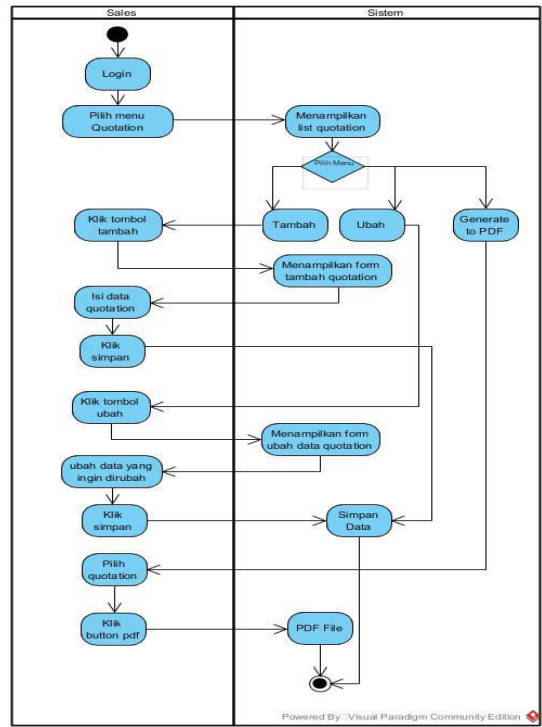 Sales
Sistem
Login
Pilih menu
Quotation
Menampilkan
list quotation
Pilih Menu
Klik tombol
tambah
Tambah
Ubah
Generate
to PDF
Menampilkan form
tambah quotation
Isi data
quotation
Klik
simpan
Klik tombol
ubah
Menampilkan form
ubah data quotation
ubah data yang
ingin dirubah
Klik
simpan
Simpan
Data
Pilih
quotation
Klik
button pdf
PDF File
Powered By Visual Paradigm Community Edition